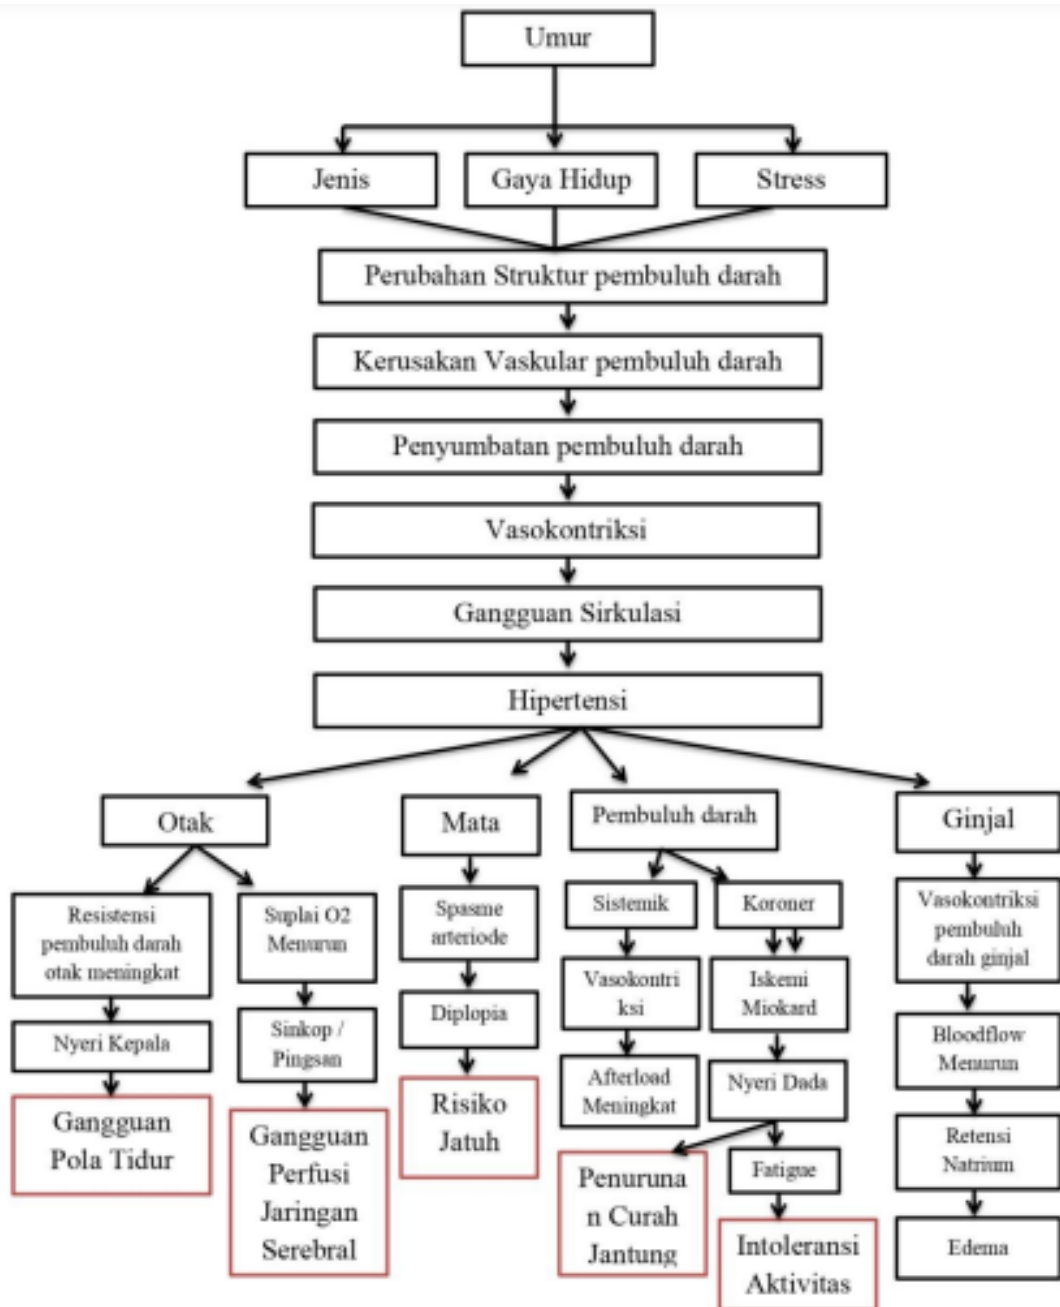 Umur
Jenis
Gaya Hidup
Stress
Perubahan Struktur pembuluh darah
Kerusakan Vaskular pembuluh darah
Penyumbatan pembuluh darah
Vasokontriksi
Gangguan Sirkulasi
Hipertensi
Otak
Resistensi
pembuluh darah
otak meningkat
Nyeri Kepala
Gangguan
Pola Tidur
Suplai O2
Menurun
Sinkop /
Pingsan
Gangguan
Perfusi
Jaringan
Serebral
Mata
Spasme
arteriode
Diplopia
Risiko
Jatuh
Pembuluh darah
Sistemik
Vasokontri
ksi
Afterload
Meningkat
Koroner
Iskemi
Miokard
Nyeri Dada
Penuruna
n Curah
Jantung
Fatigue
Intoleransi
Aktivitas
Ginjal
Vasokontriksi
pembuluh
darah ginjal
Bloodflow
Menurun
Retensi
Natrium
Edema